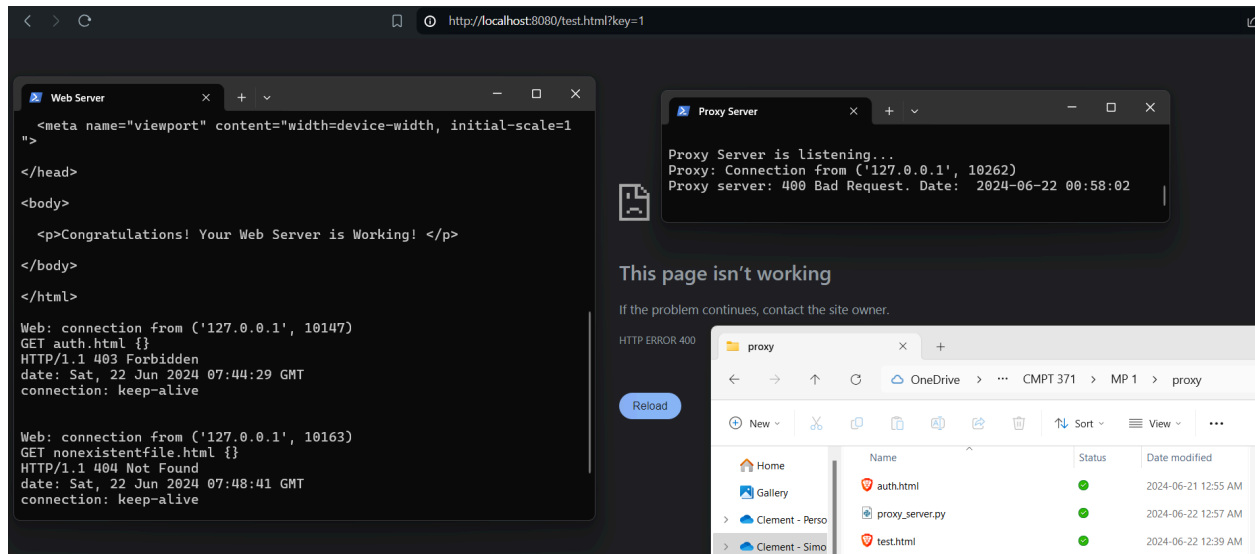 http://localhost:8080/test.html?key=1
Web Server
<meta name="viewport" content="width=device-width, initial-scale=1
">
</head>
<body>
<p>Congratulations! Your Web Server is Working! </p>
</body>
</html>
Web: connection from ('127.0.0.1', 10147)
GET auth.html {}
HTTP/1.1 403 Forbidden
date: Sat, 22 Jun 2024 07:44:29 GMT
connection: keep-alive
Web: connection from ('127.0.0.1', 10163)
GET nonexistentfile.html {}
HTTP/1.1 404 Not Found
date: Sat, 22 Jun 2024 07:48:41 GMT
connection: keep-alive
Proxy Server
Proxy Server is listening...
Proxy: Connection from ('127.0.0.1', 10262)
Proxy server: 400 Bad Request. Date:  2024-06-22 00:58:02
This page isn't working
If the problem continues, contact the site owner.
HTTP ERROR 400
Reload
proxy
OneDrive > ··· CMPT 371 > MP 1 > proxy
New Sort View ···
Name Status Date modified
Home
Gallery
Clement - Perso
Clement - Simo
auth.html 2024-06-21 12:55 AM
proxy_server.py 2024-06-22 12:57 AM
test.html 2024-06-22 12:39 AM